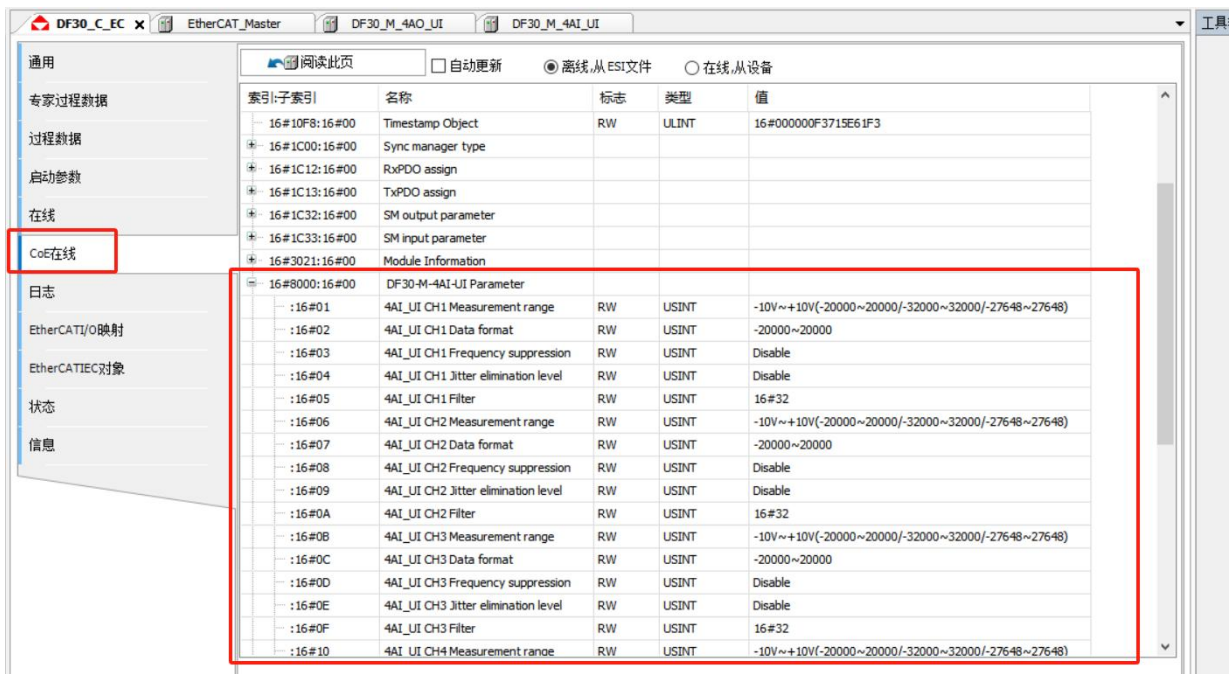 DF30_C_EC EtherCAT_Master DF30_M_4AO_UI DF30_M_4AI_UI 工具
通用
专家过程数据
过程数据
启动参数
在线
CoE在线
日志
EtherCATI/O映射
EtherCATIEC对象
状态
信息
阅读此页 自动更新 离线,从ESI文件 在线,从设备
索引:子索引 名称 标志 类型 值
16#10F8:16#00 Timestamp Object RW ULINT 16#000000F3715E61F3
16#1C00:16#00 Sync manager type
16#1C12:16#00 RxPDO assign
16#1C13:16#00 TxPDO assign
16#1C32:16#00 SM output parameter
16#1C33:16#00 SM input parameter
16#3021:16#00 Module Information
16#8000:16#00 DF30-M-4AI-UI Parameter
:16#01 4AI_UI CH1 Measurement range RW USINT -10V~+10V(-20000~20000/-32000~32000/-27648~27648)
:16#02 4AI_UI CH1 Data format RW USINT -20000~20000
:16#03 4AI_UI CH1 Frequency suppression RW USINT Disable
:16#04 4AI_UI CH1 Jitter elimination level RW USINT Disable
:16#05 4AI_UI CH1 Filter RW USINT 16#32
:16#06 4AI_UI CH2 Measurement range RW USINT -10V~+10V(-20000~20000/-32000~32000/-27648~27648)
:16#07 4AI_UI CH2 Data format RW USINT -20000~20000
:16#08 4AI_UI CH2 Frequency suppression RW USINT Disable
:16#09 4AI_UI CH2 Jitter elimination level RW USINT Disable
:16#0A 4AI_UI CH2 Filter RW USINT 16#32
:16#0B 4AI_UI CH3 Measurement range RW USINT -10V~+10V(-20000~20000/-32000~32000/-27648~27648)
:16#0C 4AI_UI CH3 Data format RW USINT -20000~20000
:16#0D 4AI_UI CH3 Frequency suppression RW USINT Disable
:16#0E 4AI_UI CH3 Jitter elimination level RW USINT Disable
:16#0F 4AI_UI CH3 Filter RW USINT 16#32
:16#10 4AI_UI CH4 Measurement range RW USINT -10V~+10V(-20000~20000/-32000~32000/-27648~27648)